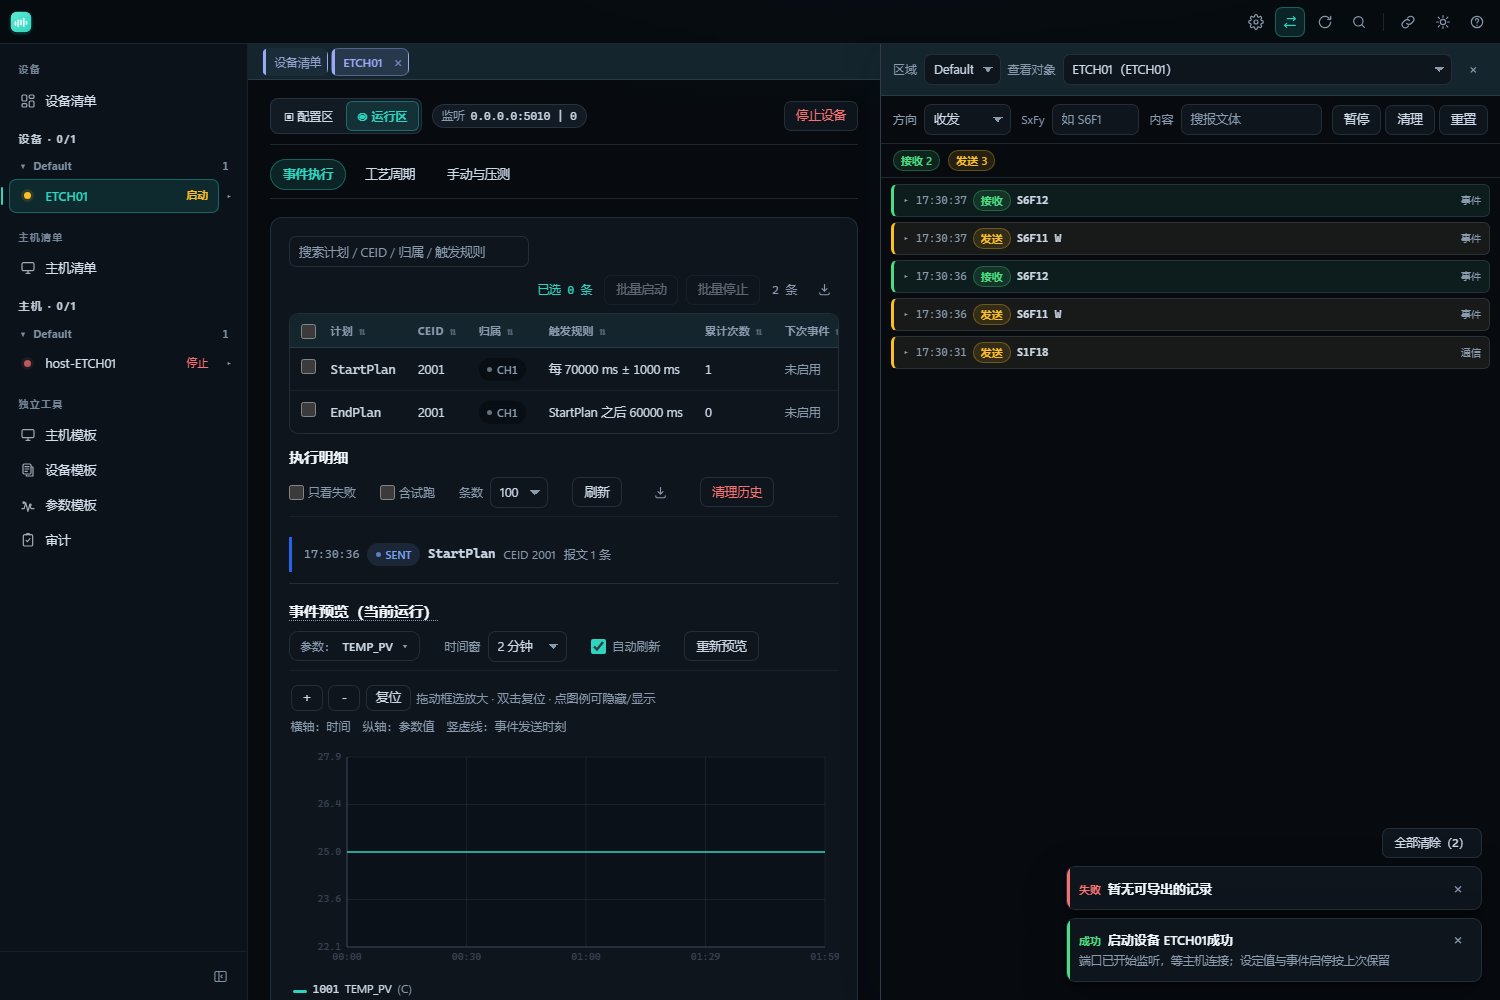 设备
设备清单
设备 · 0/1
Default 1
ETCH01 启动
主机清单
主机清单
主机 · 0/1
Default 1
host-ETCH01 停止
独立工具
主机模板
设备模板
参数模板
审计
设备清单
ETCH01 ×
配置区 运行区 监听 0.0.0.0:5010 | 0 停止设备
事件执行 工艺周期 手动与压测
搜索计划 / CEID / 归属 / 触发规则
已选 0 条 批量启动 批量停止 2 条
计划 CEID 归属 触发规则 累计次数 下次事件
StartPlan 2001 CH1 每 70000 ms ± 1000 ms 1 未启用
EndPlan 2001 CH1 StartPlan 之后 60000 ms 0 未启用
执行明细
只看失败 含试跑 条数 100 刷新 清理历史
17:30:36 SENT StartPlan CEID 2001 报文 1 条
事件预览（当前运行）
参数: TEMP_PV 时间窗 2 分钟 自动刷新 重新预览
+ - 复位 拖动框选放大 · 双击复位 · 点图例可隐藏/显示
横轴: 时间 纵轴: 参数值 竖虚线: 事件发送时刻
27.9
26.4
25.0
23.6
22.1
00:00 00:30 01:00 01:29 01:59
1001 TEMP_PV (C)
区域 Default 查看对象 ETCH01 (ETCH01) ×
方向 收发 SxFy 如 S6F1 内容 搜报文体 暂停 清理 重置
接收 2 发送 3
17:30:37 接收 S6F12 事件
17:30:37 发送 S6F11 W 事件
17:30:36 接收 S6F12 事件
17:30:36 发送 S6F11 W 事件
17:30:31 发送 S1F18 通信
全部清除 (2)
失败 暂无可导出的记录 ×
成功 启动设备 ETCH01成功 ×
端口已开始监听，等主机连接；设定值与事件启停按上次保留